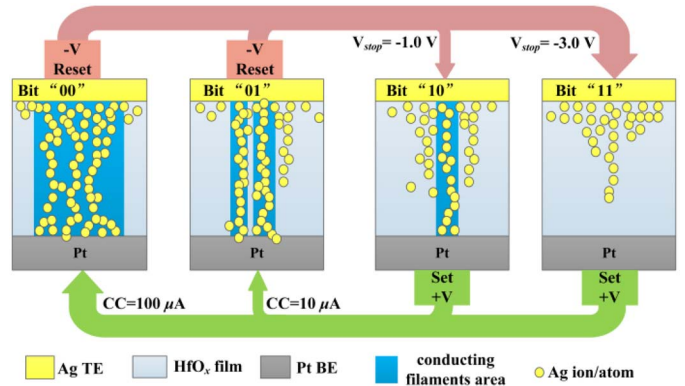 -V
Reset
-V
Reset
V_stop= -1.0 V
V_stop= -3.0 V
Bit “00”
Bit “01”
Bit “10”
Bit “11”
Pt
Pt
Pt
Pt
CC=100 μA
CC=10 μA
Set
+V
Set
+V
Ag TE
HfOₓ film
Pt BE
conducting
filaments area
Ag ion/atom